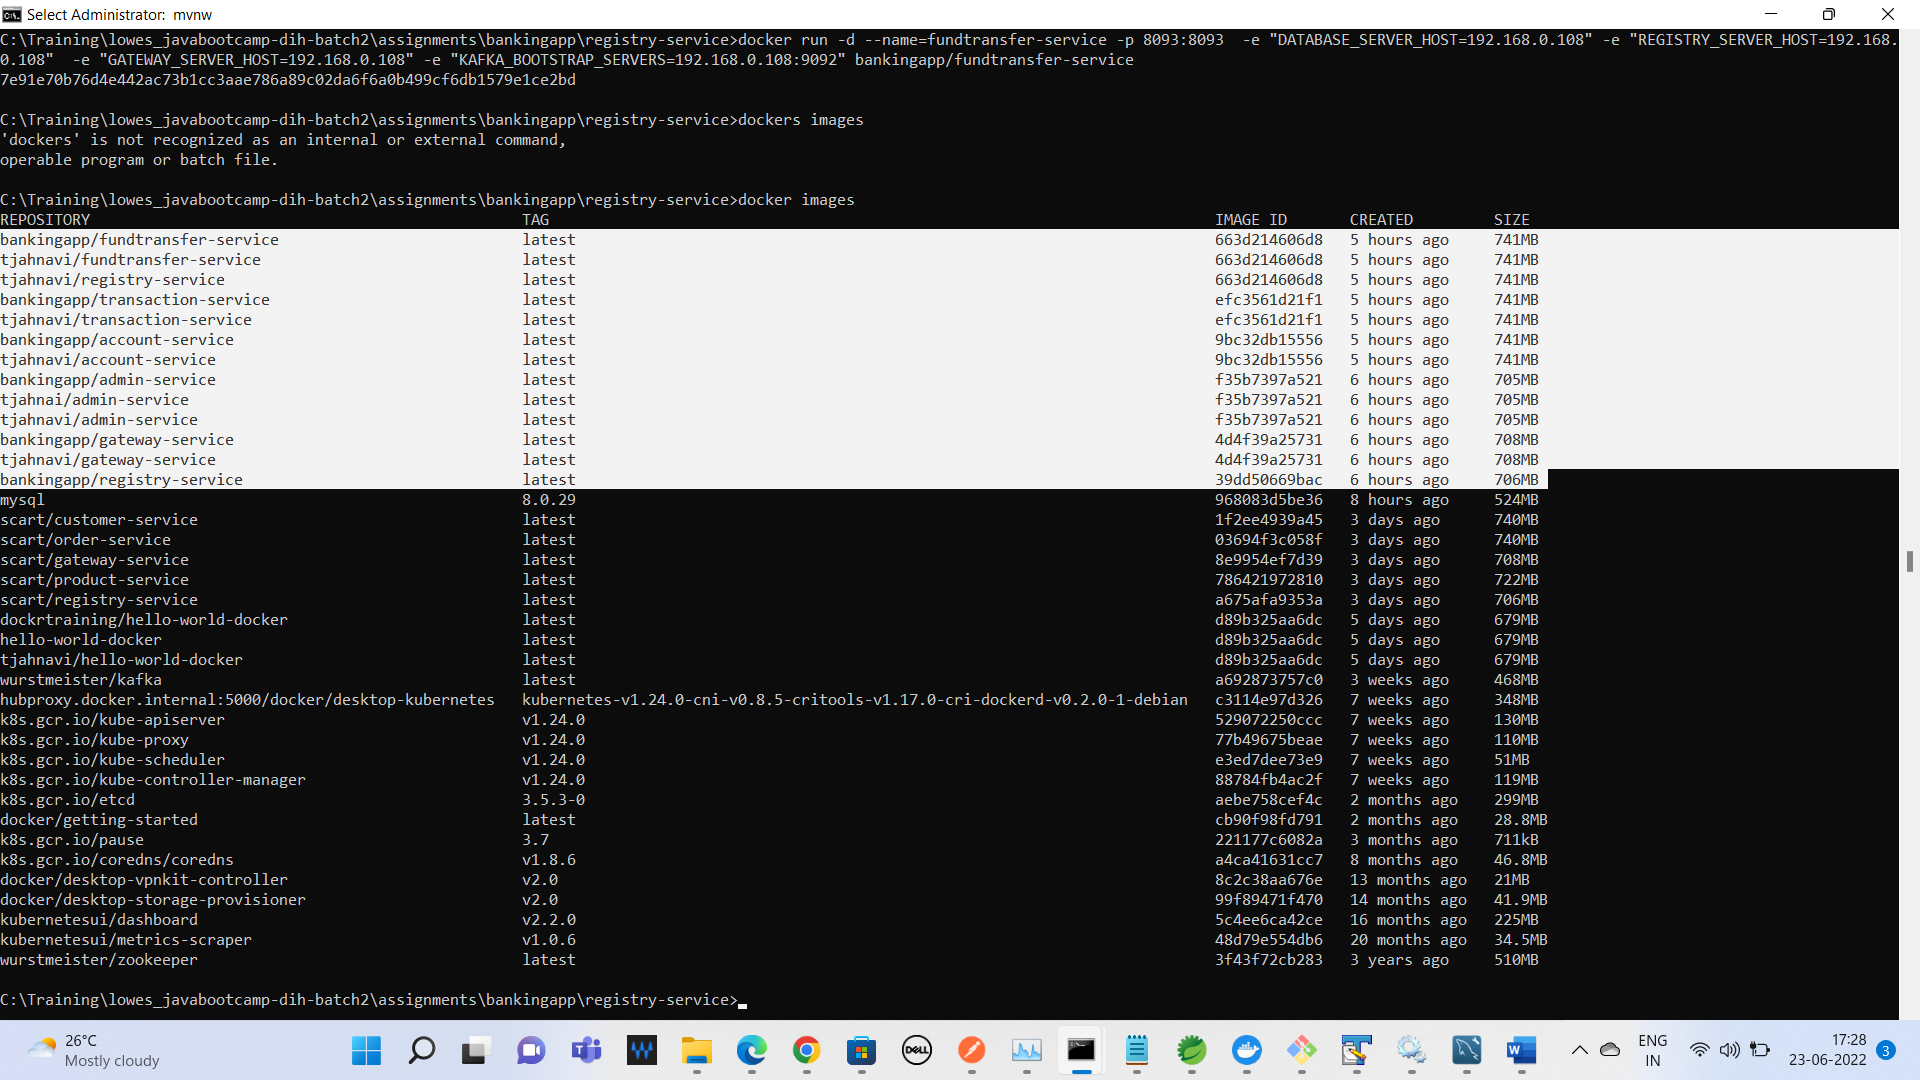 Select Administrator: mvnw
C:\Training\lowes_javabootcamp-dih-batch2\assignments\bankingapp\registry-service>docker run -d --name=fundtransfer-service -p 8093:8093  -e "DATABASE_SERVER_HOST=192.168.0.108" -e "REGISTRY_SERVER_HOST=192.168.
0.108"  -e "GATEWAY_SERVER_HOST=192.168.0.108" -e "KAFKA_BOOTSTRAP_SERVERS=192.168.0.108:9092" bankingapp/fundtransfer-service
7e91e70b76d4e442ac73b1cc3aae786a89c02da6f6a0b499cf6db1579e1ce2bd
C:\Training\lowes_javabootcamp-dih-batch2\assignments\bankingapp\registry-service>dockers images
'dockers' is not recognized as an internal or external command,
operable program or batch file.
C:\Training\lowes_javabootcamp-dih-batch2\assignments\bankingapp\registry-service>docker images
REPOSITORY TAG IMAGE ID CREATED SIZE
bankingapp/fundtransfer-service latest 663d214606d8 5 hours ago 741MB
tjahnavi/fundtransfer-service latest 663d214606d8 5 hours ago 741MB
tjahnavi/registry-service latest 663d214606d8 5 hours ago 741MB
bankingapp/transaction-service latest efc3561d21f1 5 hours ago 741MB
tjahnavi/transaction-service latest efc3561d21f1 5 hours ago 741MB
bankingapp/account-service latest 9bc32db15556 5 hours ago 741MB
tjahnavi/account-service latest 9bc32db15556 5 hours ago 741MB
bankingapp/admin-service latest f35b7397a521 6 hours ago 705MB
tjahnai/admin-service latest f35b7397a521 6 hours ago 705MB
tjahnavi/admin-service latest f35b7397a521 6 hours ago 705MB
bankingapp/gateway-service latest 4d4f39a25731 6 hours ago 708MB
tjahnavi/gateway-service latest 4d4f39a25731 6 hours ago 708MB
bankingapp/registry-service latest 39dd50669bac 6 hours ago 706MB
mysql 8.0.29 968083d5be36 8 hours ago 524MB
scart/customer-service latest 1f2ee4939a45 3 days ago 740MB
scart/order-service latest 03694f3c058f 3 days ago 740MB
scart/gateway-service latest 8e9954ef7d39 3 days ago 708MB
scart/product-service latest 786421972810 3 days ago 722MB
scart/registry-service latest a675afa9353a 3 days ago 706MB
dockrtraining/hello-world-docker latest d89b325aa6dc 5 days ago 679MB
hello-world-docker latest d89b325aa6dc 5 days ago 679MB
tjahnavi/hello-world-docker latest d89b325aa6dc 5 days ago 679MB
wurstmeister/kafka latest a692873757c0 3 weeks ago 468MB
hubproxy.docker.internal:5000/docker/desktop-kubernetes kubernetes-v1.24.0-cni-v0.8.5-critools-v1.17.0-cri-dockerd-v0.2.0-1-debian c3114e97d326 7 weeks ago 348MB
k8s.gcr.io/kube-apiserver v1.24.0 529072250ccc 7 weeks ago 130MB
k8s.gcr.io/kube-proxy v1.24.0 77b49675beae 7 weeks ago 110MB
k8s.gcr.io/kube-scheduler v1.24.0 e3ed7dee73e9 7 weeks ago 51MB
k8s.gcr.io/kube-controller-manager v1.24.0 88784fb4ac2f 7 weeks ago 119MB
k8s.gcr.io/etcd 3.5.3-0 aebe758cef4c 2 months ago 299MB
docker/getting-started latest cb90f98fd791 2 months ago 28.8MB
k8s.gcr.io/pause 3.7 221177c6082a 3 months ago 711kB
k8s.gcr.io/coredns/coredns v1.8.6 a4ca41631cc7 8 months ago 46.8MB
docker/desktop-vpnkit-controller v2.0 8c2c38aa676e 13 months ago 21MB
docker/desktop-storage-provisioner v2.0 99f89471f470 14 months ago 41.9MB
kubernetesui/dashboard v2.2.0 5c4ee6ca42ce 16 months ago 225MB
kubernetesui/metrics-scraper v1.0.6 48d79e554db6 20 months ago 34.5MB
wurstmeister/zookeeper latest 3f43f72cb283 3 years ago 510MB
C:\Training\lowes_javabootcamp-dih-batch2\assignments\bankingapp\registry-service>
26°C
Mostly cloudy
DELL
ENG
IN
17:28
23-06-2022
3